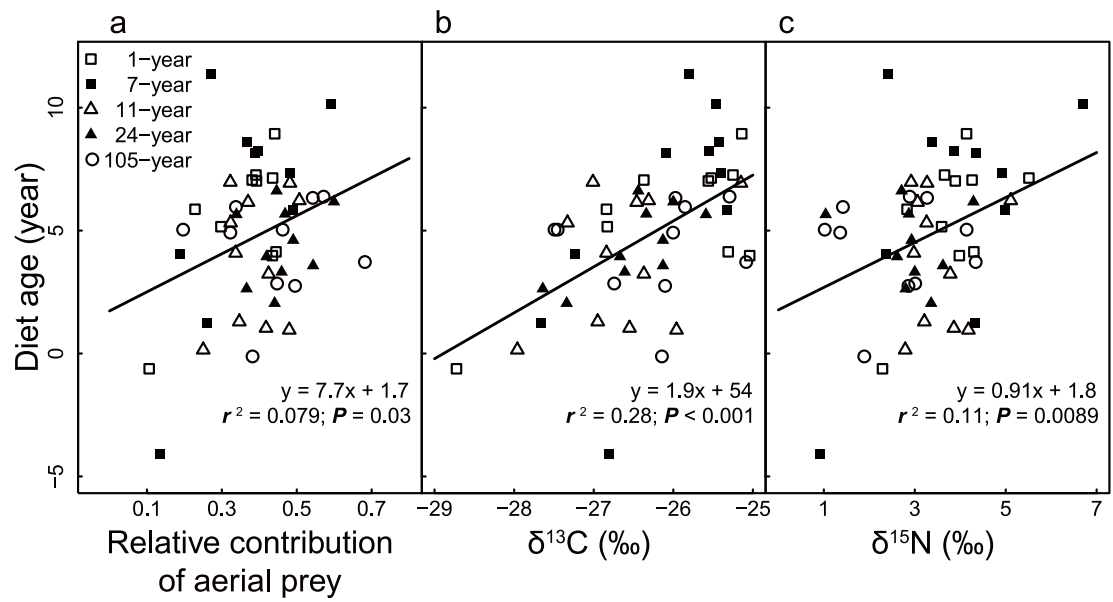 a
b
c
1−year
7−year
11−year
24−year
105−year
Diet age (year)
10
5
0
−5
y = 7.7x + 1.7
r² = 0.079; P = 0.03
y = 1.9x + 54
r² = 0.28; P < 0.001
y = 0.91x + 1.8
r² = 0.11; P = 0.0089
0.1 0.3 0.5 0.7
−29 −28 −27 −26 −25
1 3 5 7
Relative contribution
of aerial prey
δ¹³C (‰)
δ¹⁵N (‰)